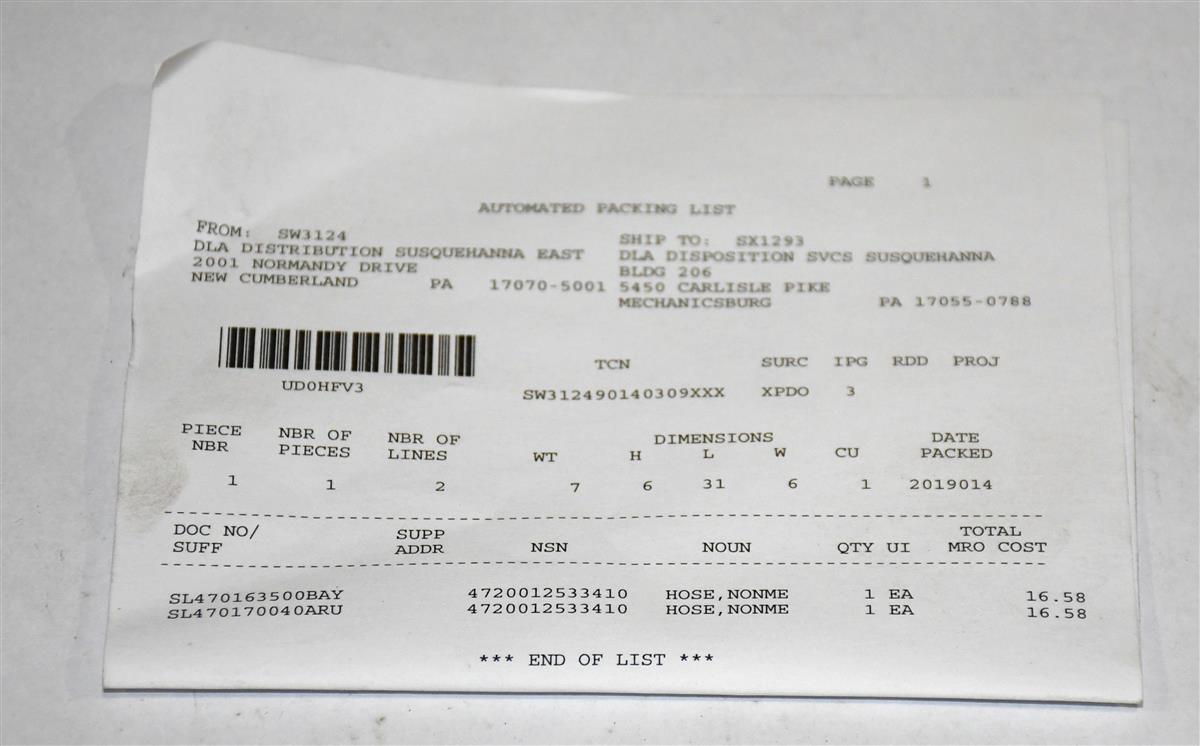 PAGE 1
AUTOMATED PACKING LIST
FROM: SW3124
DLA DISTRIBUTION SUSQUEHANNA EAST
2001 NORMANDY DRIVE
NEW CUMBERLAND PA 17070-5001
SHIP TO: SX1293
DLA DISPOSITION SVCS SUSQUEHANNA
BLDG 206
5450 CARLISLE PIKE
MECHANICSBURG PA 17055-0788
UD0HFV3
TCN SURC IPG RDD PROJ
SW312490140309XXX XPDO 3
PIECE NBR OF NBR OF DIMENSIONS DATE
NBR PIECES LINES WT H L W CU PACKED
1 1 2 7 6 31 6 1 2019014
DOC NO/ SUPP TOTAL
SUFF ADDR NSN NOUN QTY UI MRO COST
SL470163500BAY 4720012533410 HOSE,NONME 1 EA 16.58
SL470170040ARU 4720012533410 HOSE,NONME 1 EA 16.58
*** END OF LIST ***